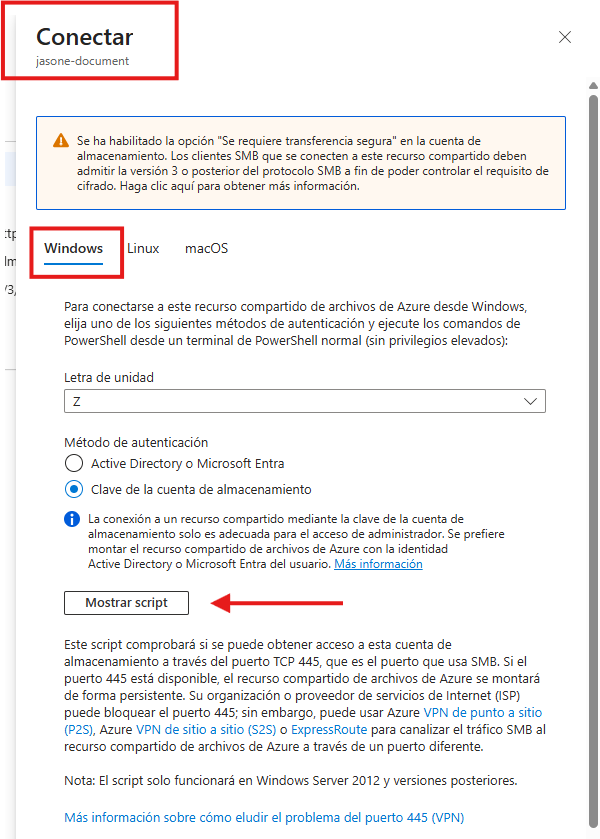 Conectar
jasone-document
Se ha habilitado la opción "Se requiere transferencia segura" en la cuenta de
almacenamiento. Los clientes SMB que se conecten a este recurso compartido deben
admitir la versión 3 o posterior del protocolo SMB a fin de poder controlar el requisito de
cifrado. Haga clic aquí para obtener más información.
Windows Linux macOS
Para conectarse a este recurso compartido de archivos de Azure desde Windows,
elija uno de los siguientes métodos de autenticación y ejecute los comandos de
PowerShell desde un terminal de PowerShell normal (sin privilegios elevados):
Letra de unidad
Z
Método de autenticación
Active Directory o Microsoft Entra
Clave de la cuenta de almacenamiento
La conexión a un recurso compartido mediante la clave de la cuenta de
almacenamiento solo es adecuada para el acceso de administrador. Se prefiere
montar el recurso compartido de archivos de Azure con la identidad
Active Directory o Microsoft Entra del usuario. Más información
Mostrar script
Este script comprobará si se puede obtener acceso a esta cuenta de
almacenamiento a través del puerto TCP 445, que es el puerto que usa SMB. Si el
puerto 445 está disponible, el recurso compartido de archivos de Azure se montará
de forma persistente. Su organización o proveedor de servicios de Internet (ISP)
puede bloquear el puerto 445; sin embargo, puede usar Azure VPN de punto a sitio
(P2S), Azure VPN de sitio a sitio (S2S) o ExpressRoute para canalizar el tráfico SMB al
recurso compartido de archivos de Azure a través de un puerto diferente.
Nota: El script solo funcionará en Windows Server 2012 y versiones posteriores.
Más información sobre cómo eludir el problema del puerto 445 (VPN)